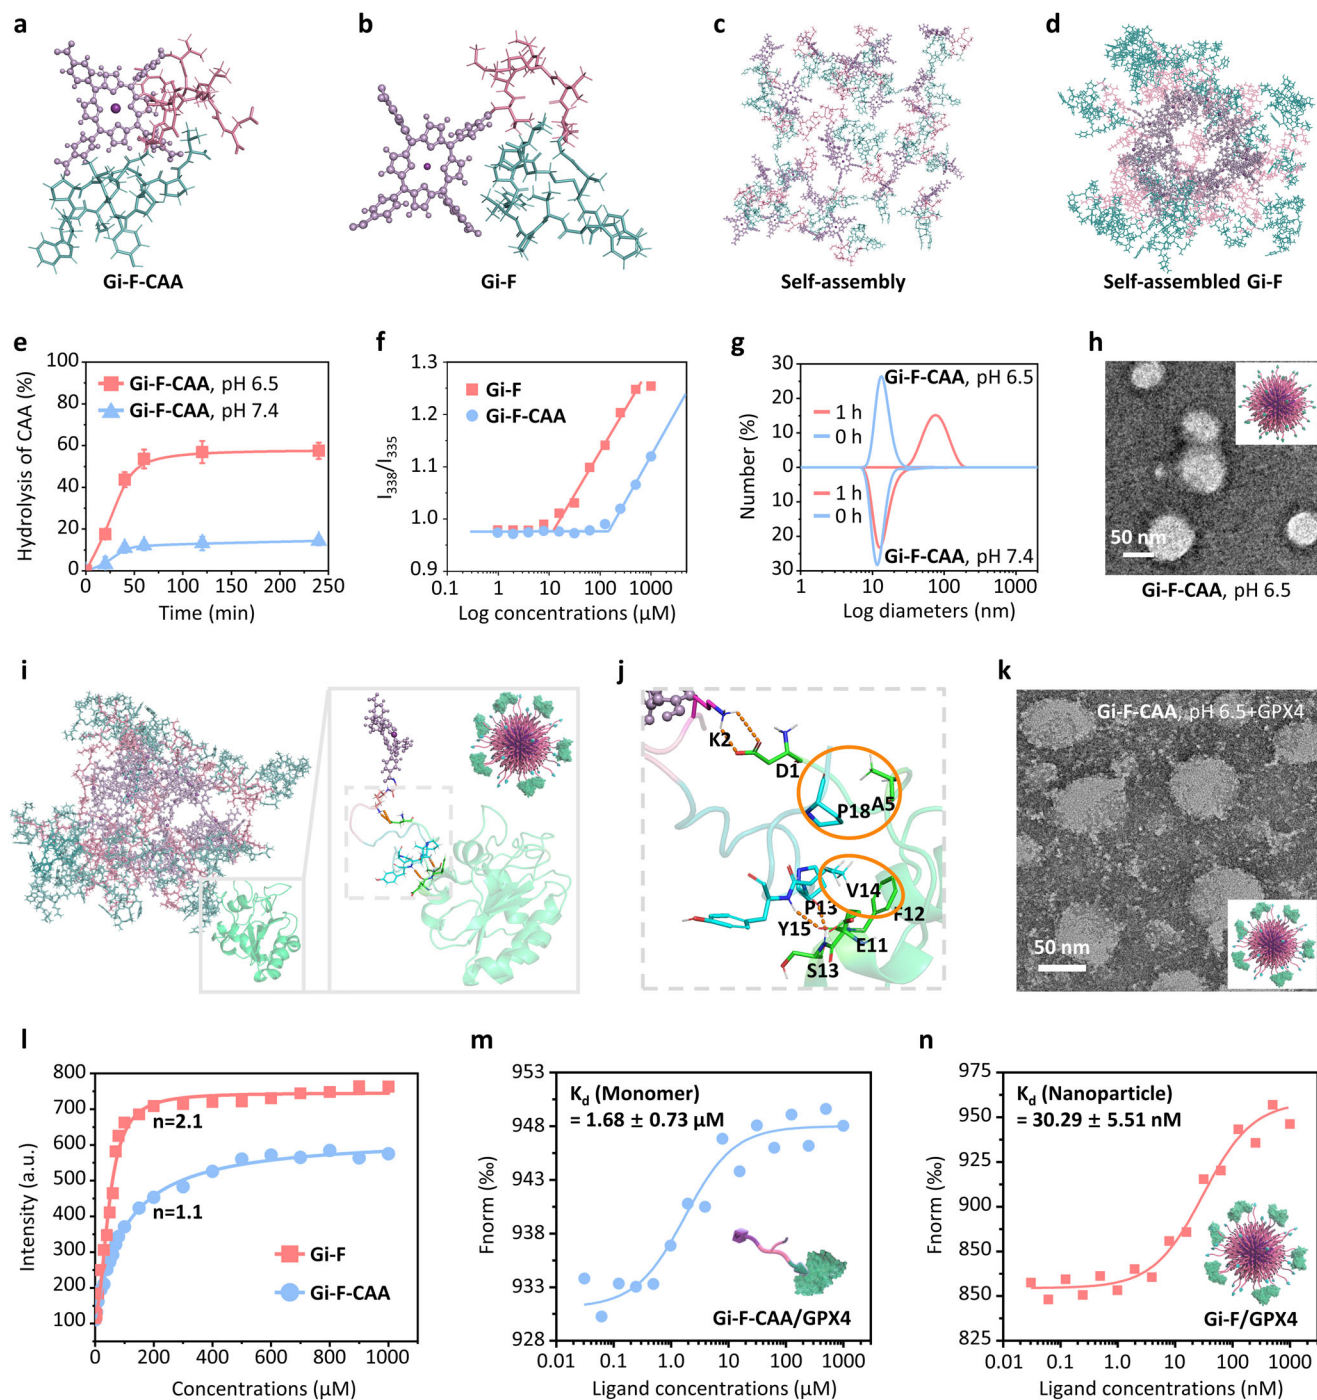 a
b
c
d
Gi-F-CAA
Gi-F
Self-assembly
Self-assembled Gi-F
e
Hydrolysis of CAA (%)
100
80
60
40
20
0
Gi-F-CAA, pH 6.5
Gi-F-CAA, pH 7.4
0 50 100 150 200 250
Time (min)
f
I338/I335
1.3
1.2
1.1
1.0
0.9
Gi-F
Gi-F-CAA
0.1 1 10 100 1000
Log concentrations (μM)
g
Number (%)
30
20
10
0
10
20
30
Gi-F-CAA, pH 6.5
1 h
0 h
1 h
0 h
Gi-F-CAA, pH 7.4
1 10 100 1000
Log diameters (nm)
h
50 nm
Gi-F-CAA, pH 6.5
i
j
K2
D1
P18
A5
V14
P13
F12
Y15
E11
S13
k
Gi-F-CAA, pH 6.5+GPX4
50 nm
l
Intensity (a.u.)
800
700
600
500
400
300
200
100
n=2.1
n=1.1
Gi-F
Gi-F-CAA
0 200 400 600 800 1000
Concentrations (μM)
m
Fnorm (‰)
953
948
943
938
933
928
Kd (Monomer)
= 1.68 ± 0.73 μM
Gi-F-CAA/GPX4
0.01 0.1 1 10 100 1000
Ligand concentrations (μM)
n
Fnorm (‰)
975
950
925
900
850
850
825
Kd (Nanoparticle)
= 30.29 ± 5.51 nM
Gi-F/GPX4
0.01 0.1 1 10 100 1000
Ligand concentrations (nM)